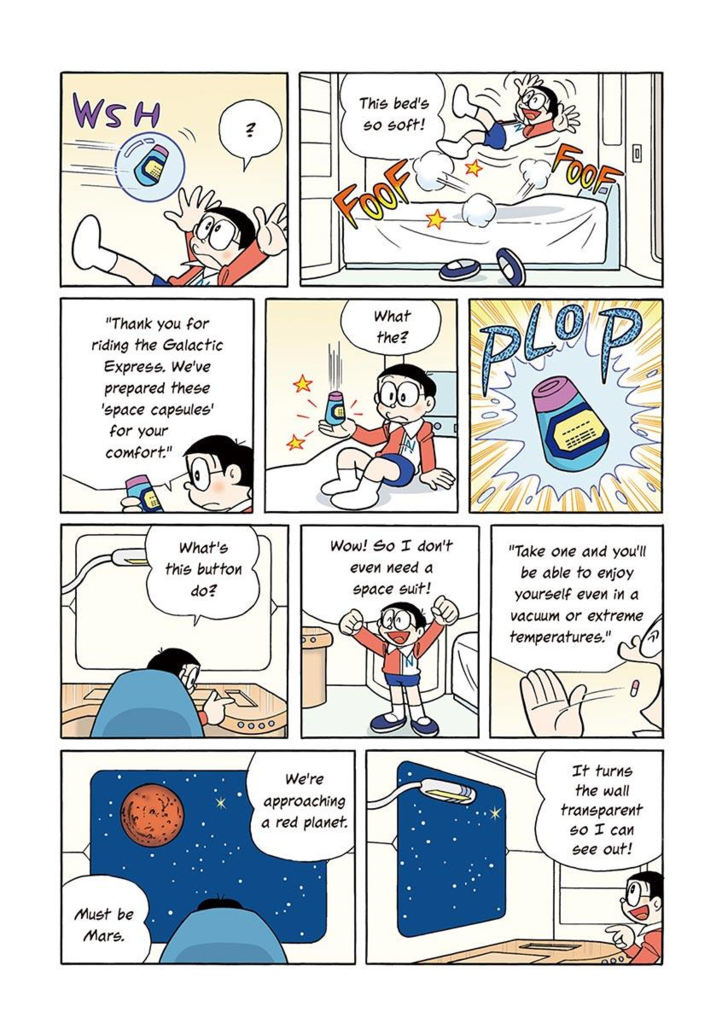 This bed's
so soft!
FOOF
FOOF
?
WSH
PLOP
What
the?
N
"Thank you for
riding the Galactic
Express. We've
prepared these
'space capsules'
for your
comfort."
"Take one and you'll
be able to enjoy
yourself even in a
vacuum or extreme
temperatures."
Wow! So I don't
even need a
space suit!
N
What's
this button
do?
It turns
the wall
transparent
so I can
see out!
We're
approaching
a red planet.
Must be
Mars.